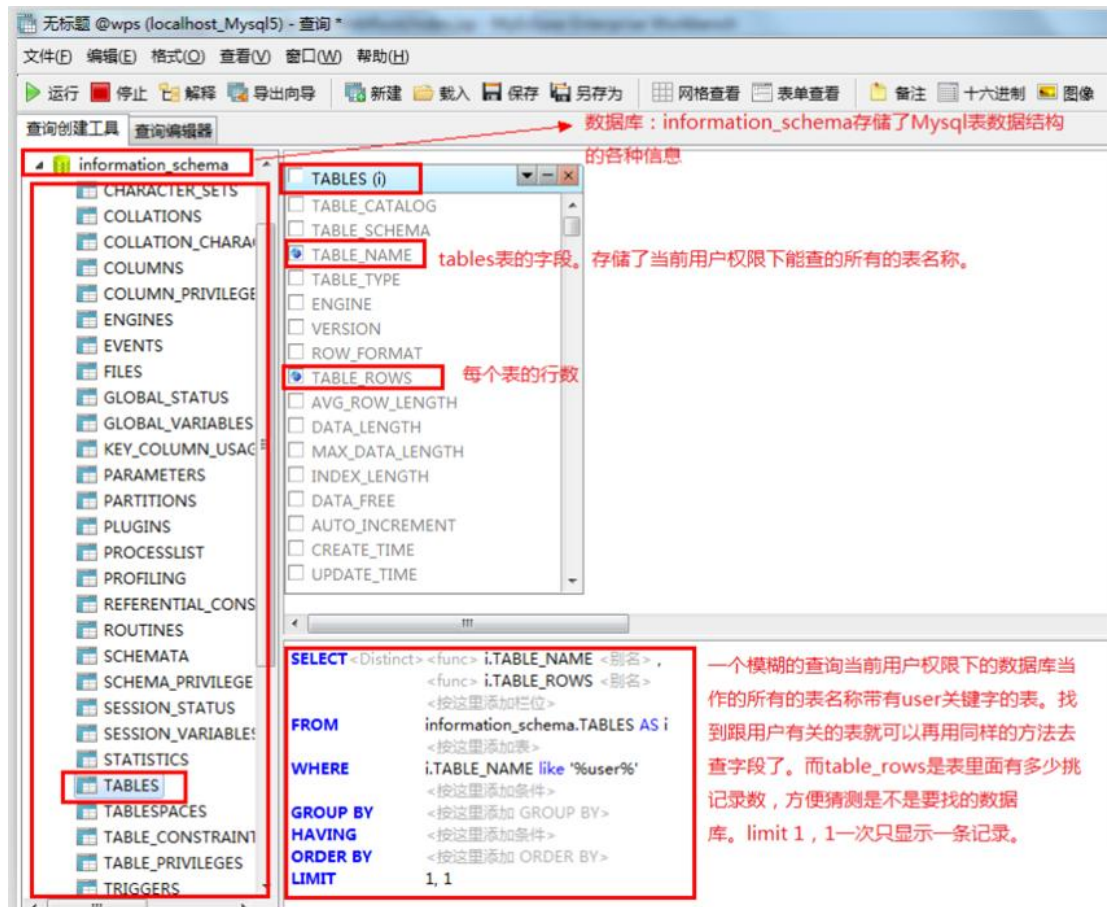 无标题 @wps (localhost_Mysql5) - 查询 *
文件(F) 编辑(E) 格式(O) 查看(V) 窗口(W) 帮助(H)
运行 停止 解释 导出向导 新建 载入 保存 另存为 网格查看 表单查看 备注 十六进制 图像
查询创建工具 查询编辑器
数据库：information_schema存储了Mysql表数据结构
的各种信息
information_schema
CHARACTER_SETS
COLLATIONS
COLLATION_CHARA
COLUMNS
COLUMN_PRIVILEGE
ENGINES
EVENTS
FILES
GLOBAL_STATUS
GLOBAL_VARIABLES
KEY_COLUMN_USAG
PARAMETERS
PARTITIONS
PLUGINS
PROCESSLIST
PROFILING
REFERENTIAL_CONS
ROUTINES
SCHEMATA
SCHEMA_PRIVILEGE
SESSION_STATUS
SESSION_VARIABLES
STATISTICS
TABLES
TABLESPACES
TABLE_CONSTRAINT
TABLE_PRIVILEGES
TRIGGERS
TABLES (i)
TABLE_CATALOG
TABLE_SCHEMA
TABLE_NAME
tables表的字段。存储了当前用户权限下能查的所有的表名称。
TABLE_TYPE
ENGINE
VERSION
ROW_FORMAT
TABLE_ROWS
每个表的行数
AVG_ROW_LENGTH
DATA_LENGTH
MAX_DATA_LENGTH
INDEX_LENGTH
DATA_FREE
AUTO_INCREMENT
CREATE_TIME
UPDATE_TIME
SELECT <Distinct> <func> i.TABLE_NAME <别名> ,
<func> i.TABLE_ROWS <别名>
<按这里添加栏位>
FROM information_schema.TABLES AS i
<按这里添加表>
WHERE i.TABLE_NAME like '%user%'
<按这里添加条件>
GROUP BY <按这里添加 GROUP BY>
HAVING <按这里添加条件>
ORDER BY <按这里添加 ORDER BY>
LIMIT 1, 1
一个模糊的查询当前用户权限下的数据库当
作的所有的表名称带有user关键字的表。找
到跟用户有关的表就可以再用同样的方法去
查字段了。而table_rows是表里面有多少挑
记录数，方便猜测是不是要找的数据
库。limit 1，1一次只显示一条记录。